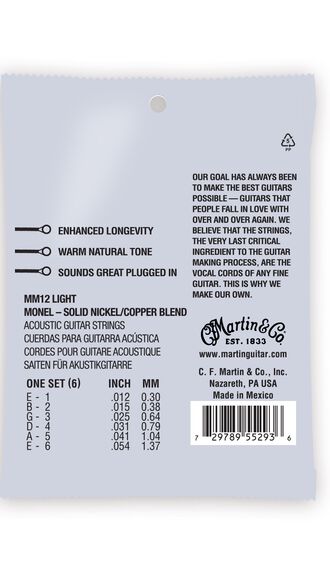 5
PP
OUR GOAL HAS ALWAYS BEEN
TO MAKE THE BEST GUITARS
POSSIBLE — GUITARS THAT
PEOPLE FALL IN LOVE WITH
OVER AND OVER AGAIN. WE
BELIEVE THAT THE STRINGS,
THE VERY LAST CRITICAL
INGREDIENT TO THE GUITAR
MAKING PROCESS, ARE THE
VOCAL CORDS OF ANY FINE
GUITAR. THIS IS WHY WE
MAKE OUR OWN.
ENHANCED LONGEVITY
WARM NATURAL TONE
SOUNDS GREAT PLUGGED IN
MM12 LIGHT
MONEL – SOLID NICKEL/COPPER BLEND
ACOUSTIC GUITAR STRINGS
CUERDAS PARA GUITARRA ACÚSTICA
CORDES POUR GUITARE ACOUSTIQUE
SAITEN FÜR AKUSTIKGITARRE
ONE SET (6) INCH MM
E - 1 .012 0.30
B - 2 .015 0.38
G - 3 .025 0.64
D - 4 .031 0.79
A - 5 .041 1.04
E - 6 .054 1.37
Martin & Co.
EST. 1833
www.martinguitar.com
C. F. Martin & Co., Inc.
Nazareth, PA USA
Made in Mexico
7 29789 55293 6